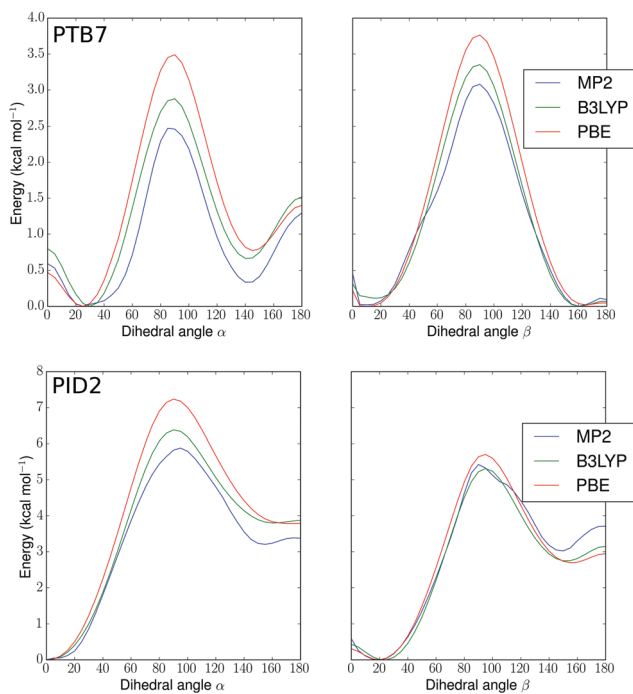 PTB7
4.0
3.5
3.0
2.5
2.0
1.5
1.0
0.5
0.0
Energy (kcal mol⁻¹)
0 20 40 60 80 100 120 140 160 180
Dihedral angle α
MP2
B3LYP
PBE
0 20 40 60 80 100 120 140 160 180
Dihedral angle β
PID2
8
7
6
5
4
3
2
1
0
Energy (kcal mol⁻¹)
0 20 40 60 80 100 120 140 160 180
Dihedral angle α
MP2
B3LYP
PBE
0 20 40 60 80 100 120 140 160 180
Dihedral angle β